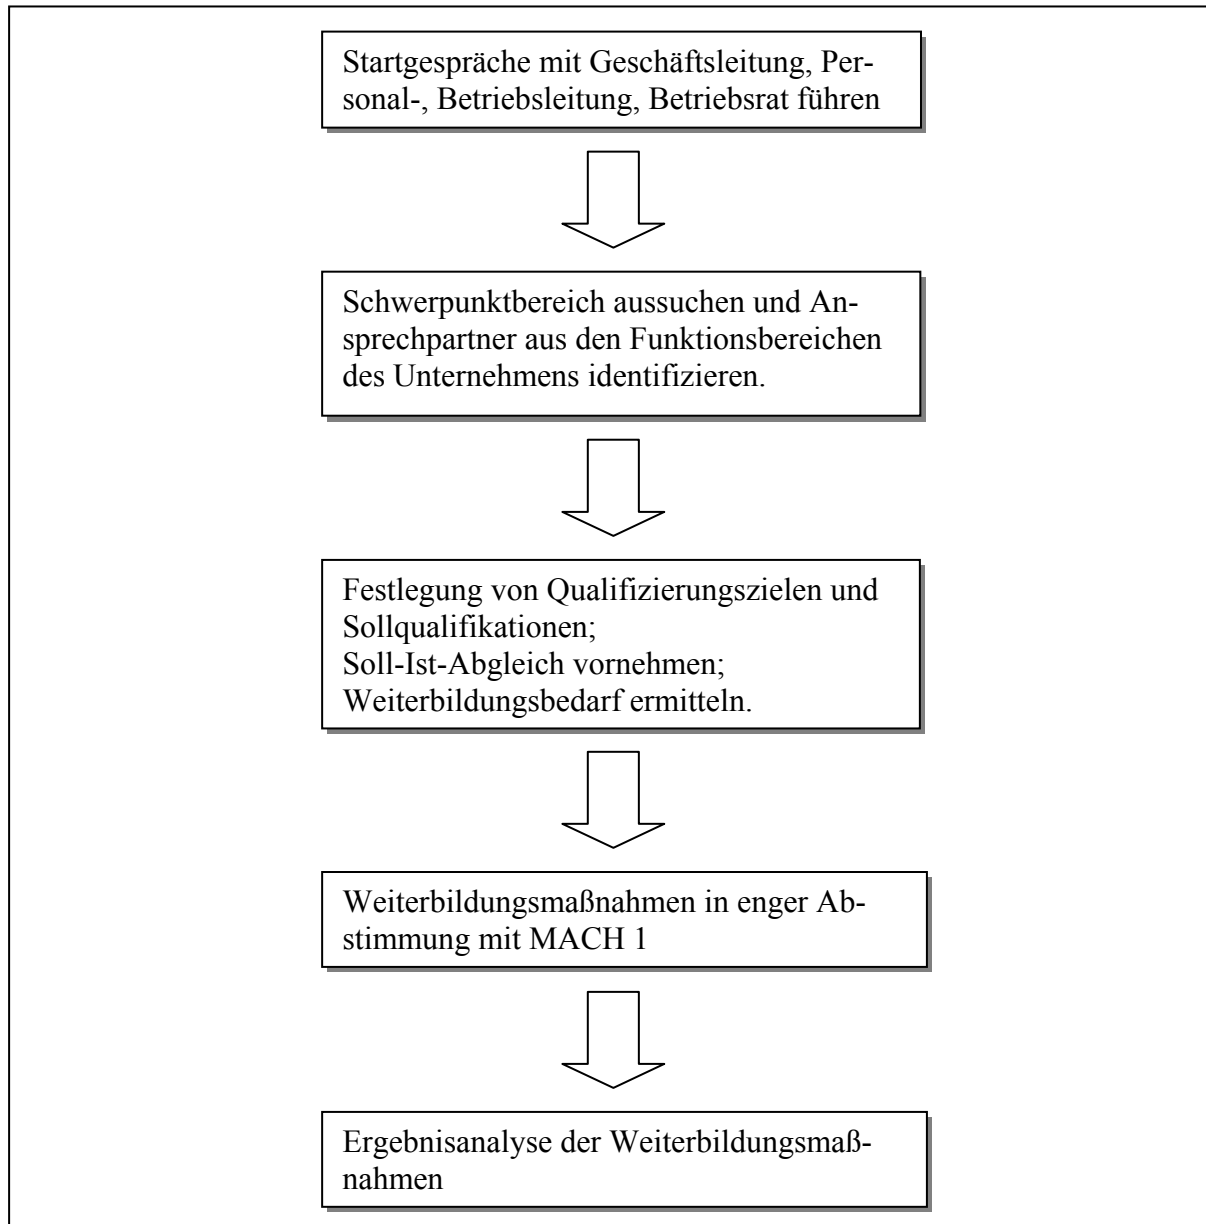 Startgespräche mit Geschäftsleitung, Per-
sonal-, Betriebsleitung, Betriebsrat führen
Schwerpunktbereich aussuchen und An-
sprechpartner aus den Funktionsbereichen
des Unternehmens identifizieren.
Festlegung von Qualifizierungszielen und
Sollqualifikationen;
Soll-Ist-Abgleich vornehmen;
Weiterbildungsbedarf ermitteln.
Weiterbildungsmaßnahmen in enger Ab-
stimmung mit MACH 1
Ergebnisanalyse der Weiterbildungsmaß-
nahmen